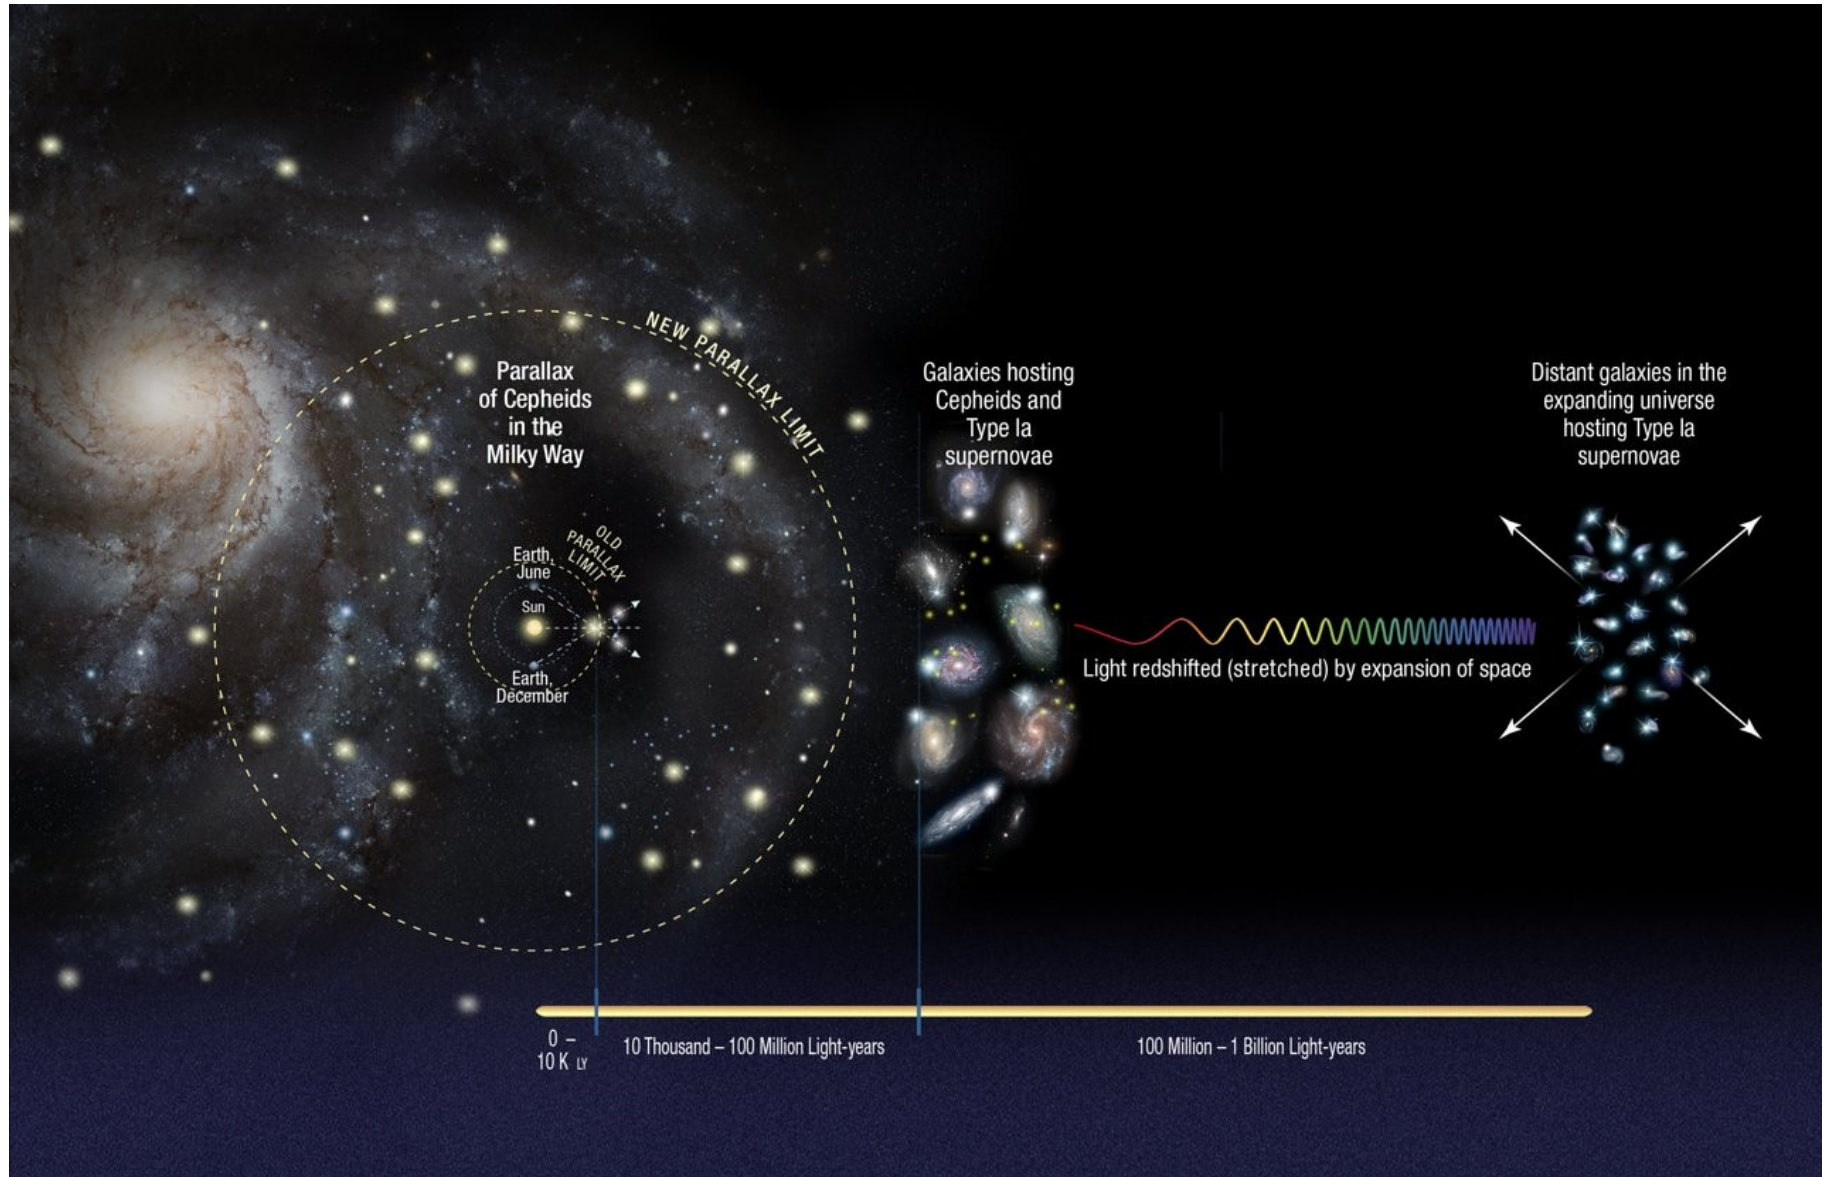 NEW PARALLAX LIMIT
Parallax
of Cepheids
in the
Milky Way
OLD
PARALLAX
LIMIT
Earth,
June
Sun
Earth,
December
Galaxies hosting
Cepheids and
Type Ia
supernovae
Light redshifted (stretched) by expansion of space
Distant galaxies in the
expanding universe
hosting Type Ia
supernovae
0 –
10 K LY
10 Thousand – 100 Million Light-years
100 Million – 1 Billion Light-years